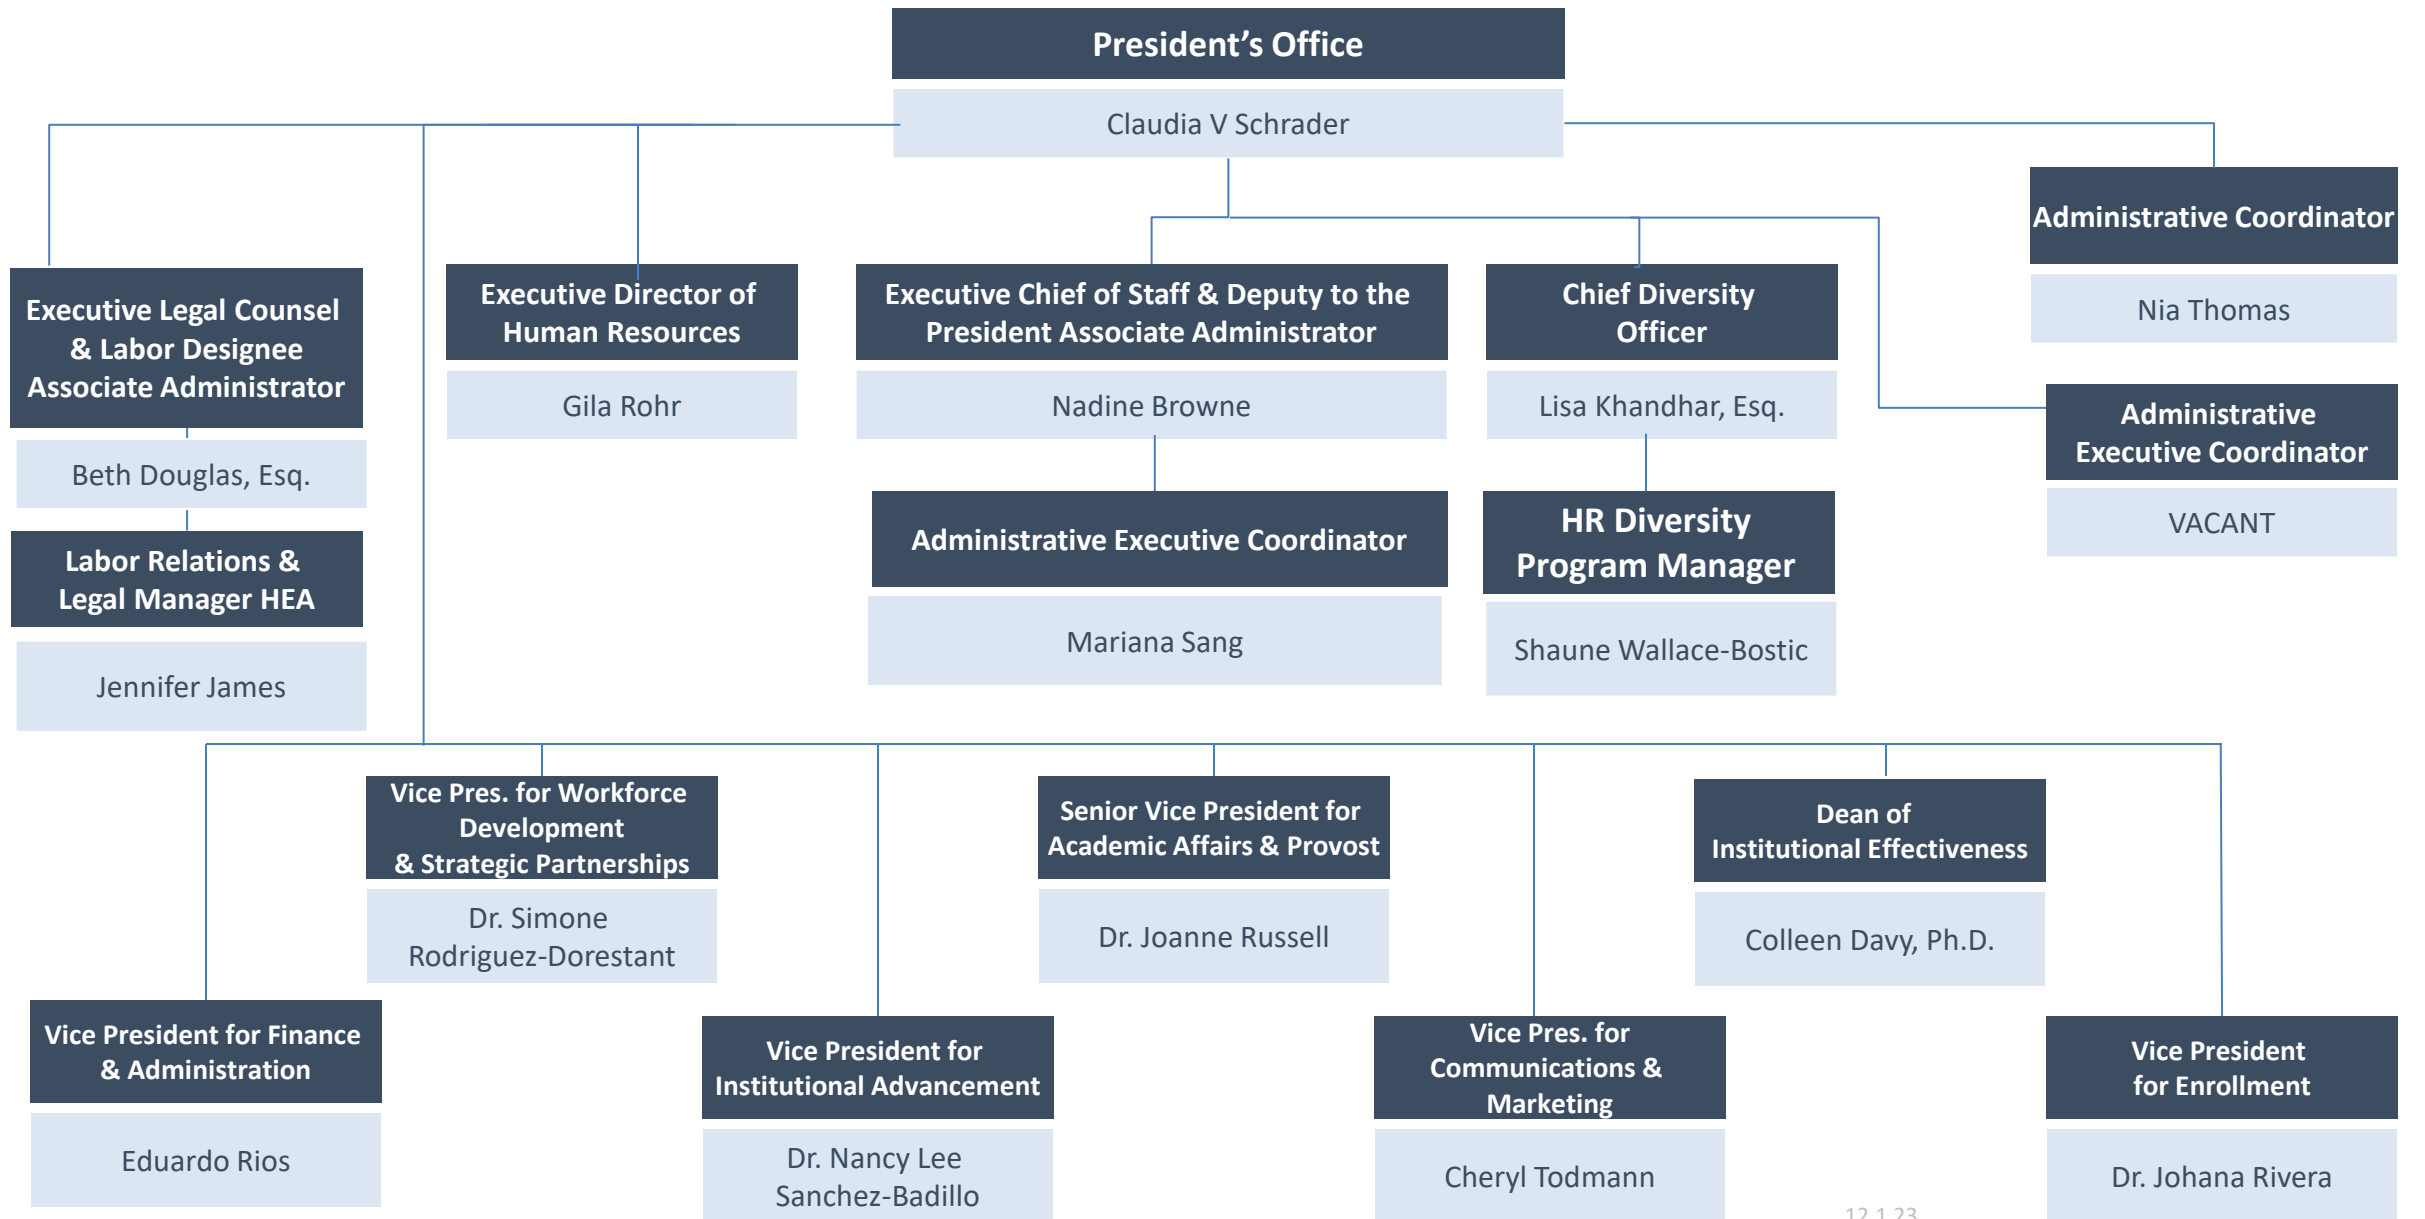 President’s Office
Claudia V Schrader
Administrative Coordinator
Nia Thomas
Executive Legal Counsel
& Labor Designee
Associate Administrator
Beth Douglas, Esq.
Labor Relations &
Legal Manager HEA
Jennifer James
Executive Director of
Human Resources
Gila Rohr
Executive Chief of Staff & Deputy to the
President Associate Administrator
Nadine Browne
Administrative Executive Coordinator
Mariana Sang
Chief Diversity
Officer
Lisa Khandhar, Esq.
HR Diversity
Program Manager
Shaune Wallace-Bostic
Administrative
Executive Coordinator
VACANT
Vice Pres. for Workforce
Development
& Strategic Partnerships
Dr. Simone
Rodriguez-Dorestant
Senior Vice President for
Academic Affairs & Provost
Dr. Joanne Russell
Dean of
Institutional Effectiveness
Colleen Davy, Ph.D.
Vice President for Finance
& Administration
Eduardo Rios
Vice President for
Institutional Advancement
Dr. Nancy Lee
Sanchez-Badillo
Vice Pres. for
Communications &
Marketing
Cheryl Todmann
Vice President
for Enrollment
Dr. Johana Rivera
12.1.23